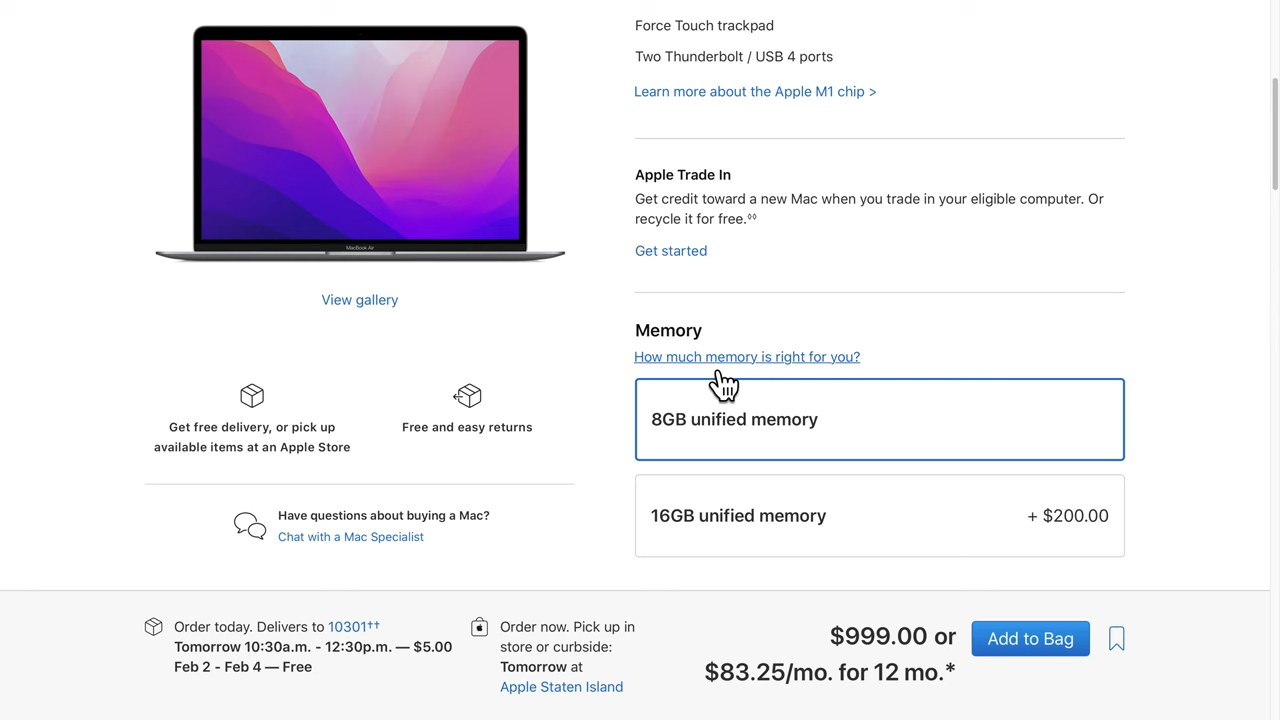 Force Touch trackpad
Two Thunderbolt / USB 4 ports
Learn more about the Apple M1 chip >
Apple Trade In
Get credit toward a new Mac when you trade in your eligible computer. Or
recycle it for free.◊◊
Get started
MacBook Air
View gallery
Memory
How much memory is right for you?
8GB unified memory
16GB unified memory + $200.00
Get free delivery, or pick up
available items at an Apple Store
Free and easy returns
Have questions about buying a Mac?
Chat with a Mac Specialist
Order today. Delivers to 10301††
Tomorrow 10:30a.m. - 12:30p.m. — $5.00
Feb 2 - Feb 4 — Free
Order now. Pick up in
store or curbside:
Tomorrow at
Apple Staten Island
$999.00 or
$83.25/mo. for 12 mo.*
Add to Bag